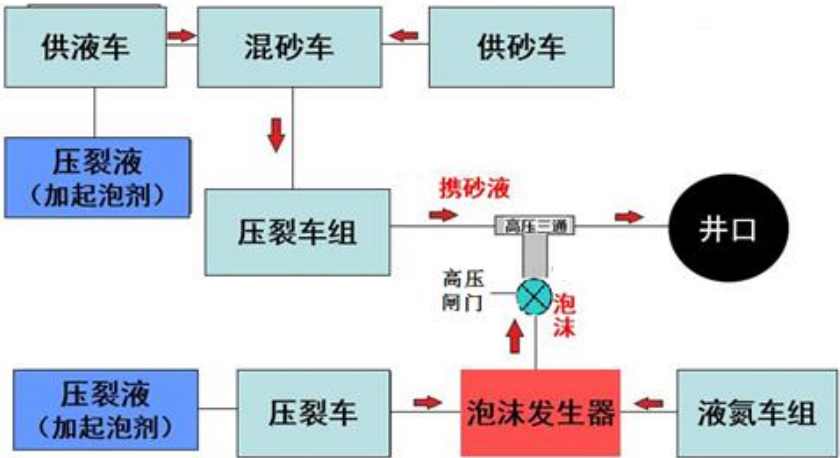 供液车
混砂车
供砂车
压裂液
（加起泡剂）
携砂液
压裂车组
高压三通
井口
高压
闸门
泡
沫
压裂液
（加起泡剂）
压裂车
泡沫发生器
液氮车组